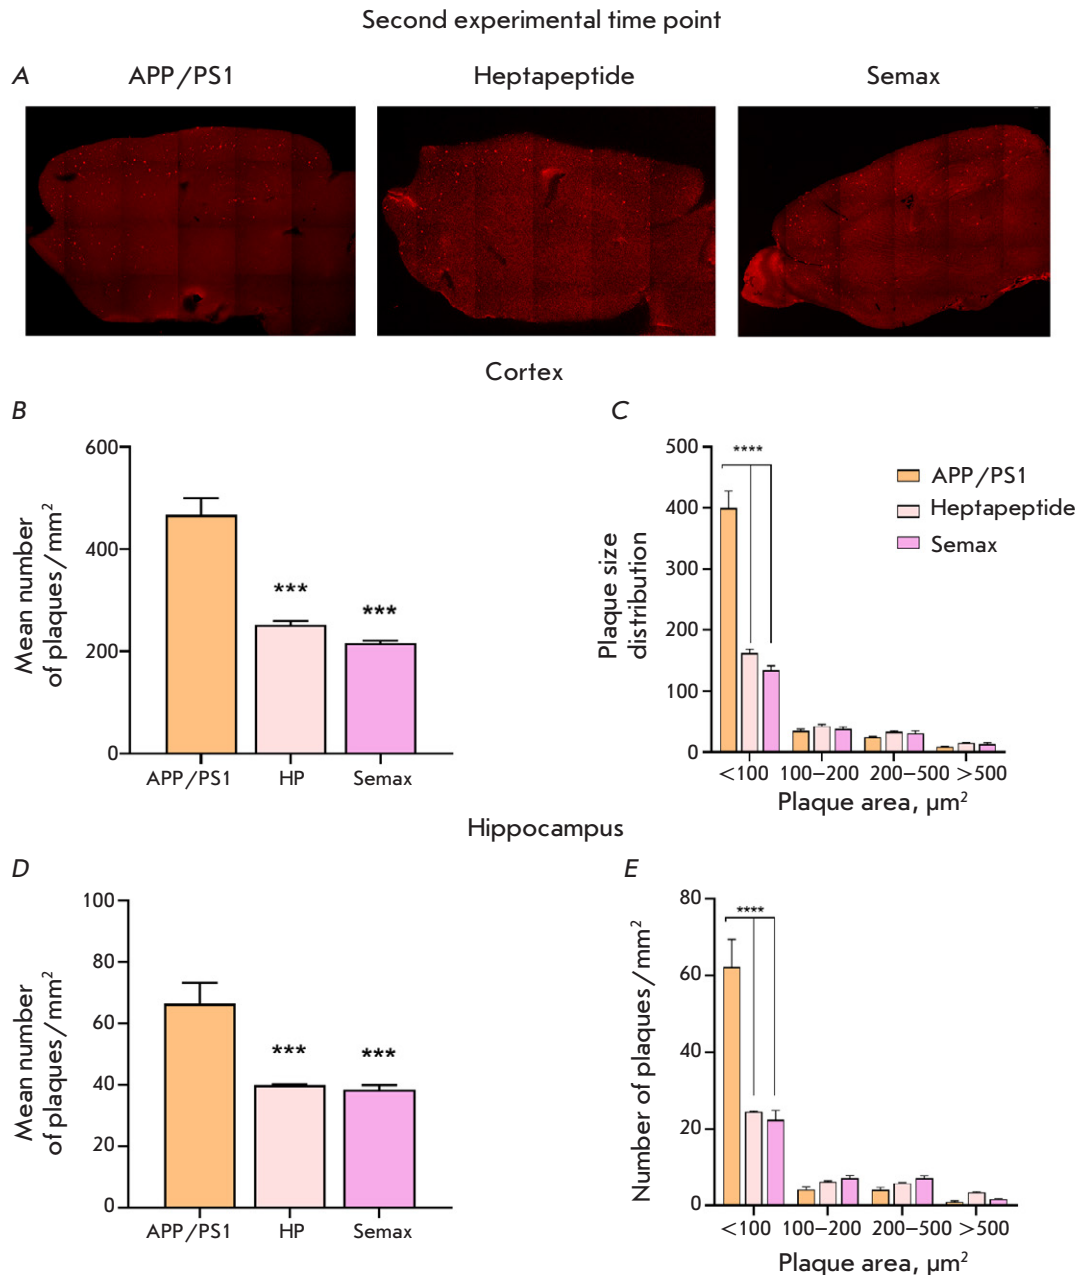 Second experimental time point
A
APP/PS1
Heptapeptide
Semax
Cortex
B
Mean number
of plaques/mm²
600
400
200
0
***
***
APP/PS1
HP
Semax
C
Plaque size
distribution
500
400
300
200
100
0
****
APP/PS1
Heptapeptide
Semax
<100
100–200
200–500
>500
Plaque area, µm²
Hippocampus
D
Mean number
of plaques/mm²
100
80
60
40
20
0
***
***
APP/PS1
HP
Semax
E
Number of plaques/mm²
80
60
40
20
0
****
<100
100–200
200–500
>500
Plaque area, µm²